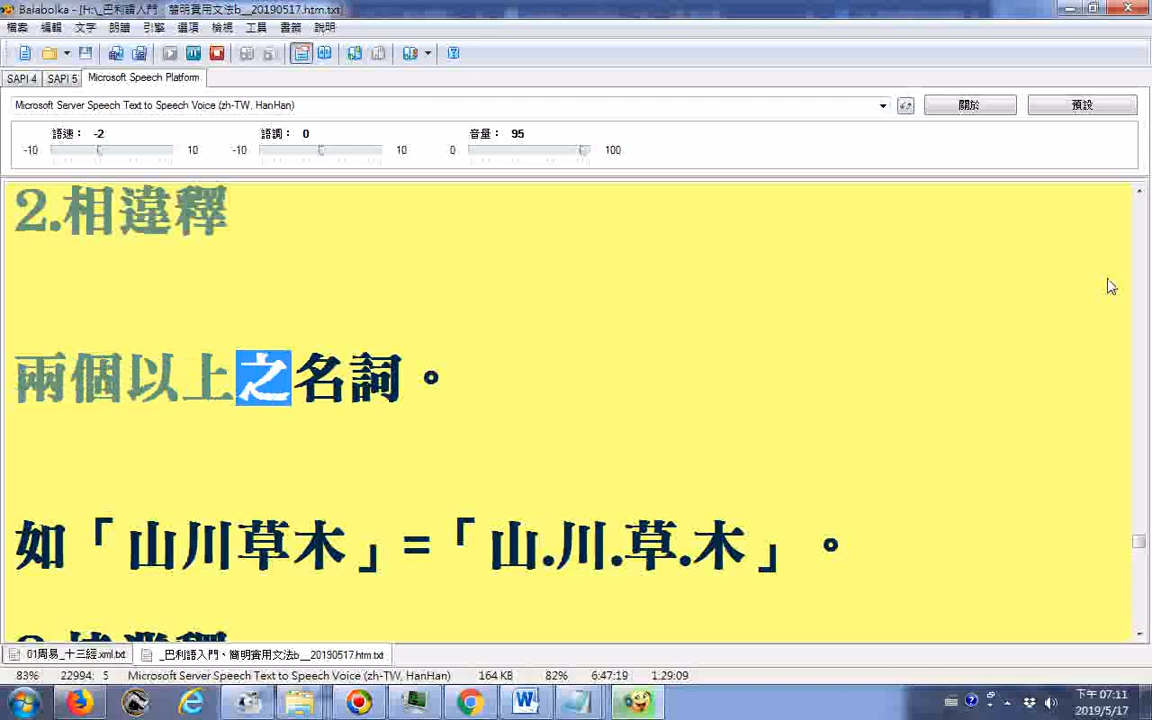 Balabolka - [H:\_巴利語入門、簡明實用文法b__20190517.htm.txt]
檔案 編輯 文字 朗讀 引擎 選項 檢視 工具 書籤 說明
SAPI 4 SAPI 5 Microsoft Speech Platform
Microsoft Server Speech Text to Speech Voice (zh-TW, HanHan) 關於 預設
語速： -2 語調： 0 音量： 95
-10 10 -10 10 0 100
2.相違釋
兩個以上之名詞。
如「山川草木」=「山.川.草.木」。
01周易_十三經.xml.txt _巴利語入門、簡明實用文法b__20190517.htm.txt
83% 22994: 5 Microsoft Server Speech Text to Speech Voice (zh-TW, HanHan) 164 KB 82% 6:47:19 1:29:09
下午 07:11
2019/5/17